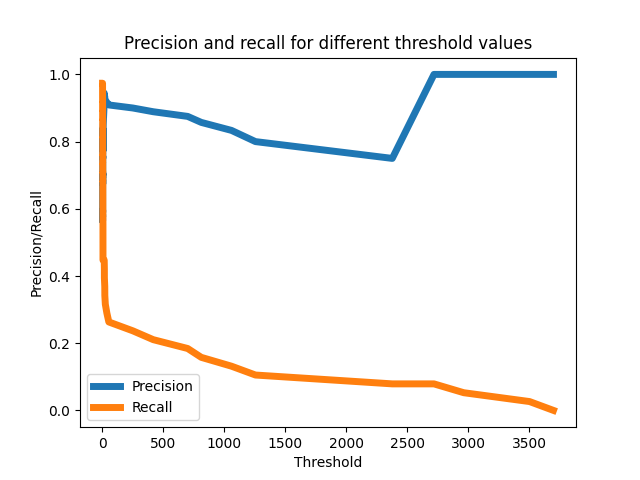 Precision and recall for different threshold values
Precision/Recall
1.0
0.8
0.6
0.4
0.2
0.0
Precision
Recall
0 500 1000 1500 2000 2500 3000 3500
Threshold